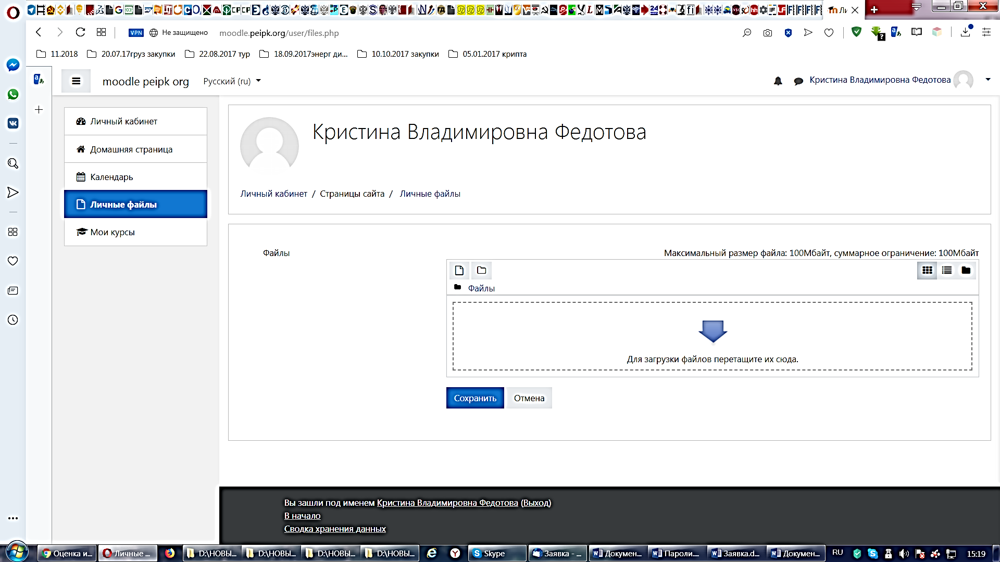 Ли
VPN
Не защищено
moodle.peipk.org/user/files.php
11.2018
20.07.17груз закупки
22.08.2017 тур
18.09.2017энерг ди...
10.10.2017 закупки
05.01.2017 крипта
moodle peipk org
Русский (ru)
Кристина Владимировна Федотова
Личный кабинет
Домашняя страница
Календарь
Личные файлы
Мои курсы
Кристина Владимировна Федотова
Личный кабинет / Страницы сайта / Личные файлы
Файлы
Максимальный размер файла: 100Мбайт, суммарное ограничение: 100Мбайт
Файлы
Для загрузки файлов перетащите их сюда.
Сохранить
Отмена
Вы зашли под именем Кристина Владимировна Федотова (Выход)
В начало
Сводка хранения данных
Оценка и...
Личные ...
D:\НОВЫ...
D:\НОВЫ...
D:\НОВЫ...
D:\НОВЫ...
Skype
Заявка - ...
Докумен...
Пароли...
Заявка.d...
Докумен...
RU
15:19